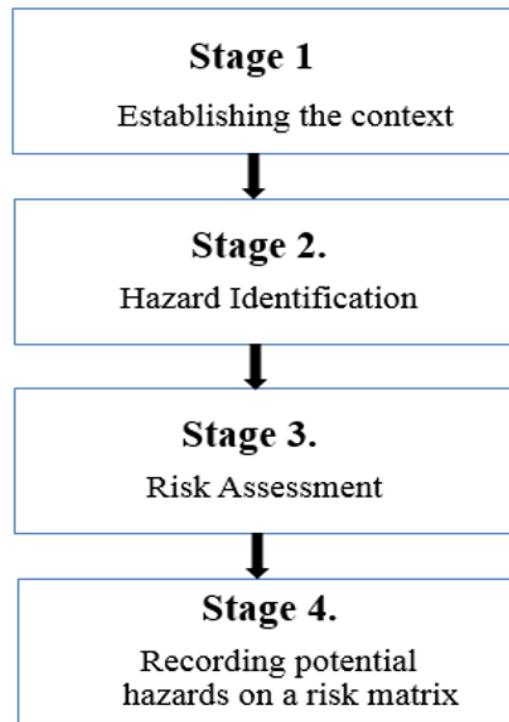 Stage 1
Establishing the context
Stage 2.
Hazard Identification
Stage 3.
Risk Assessment
Stage 4.
Recording potential
hazards on a risk matrix